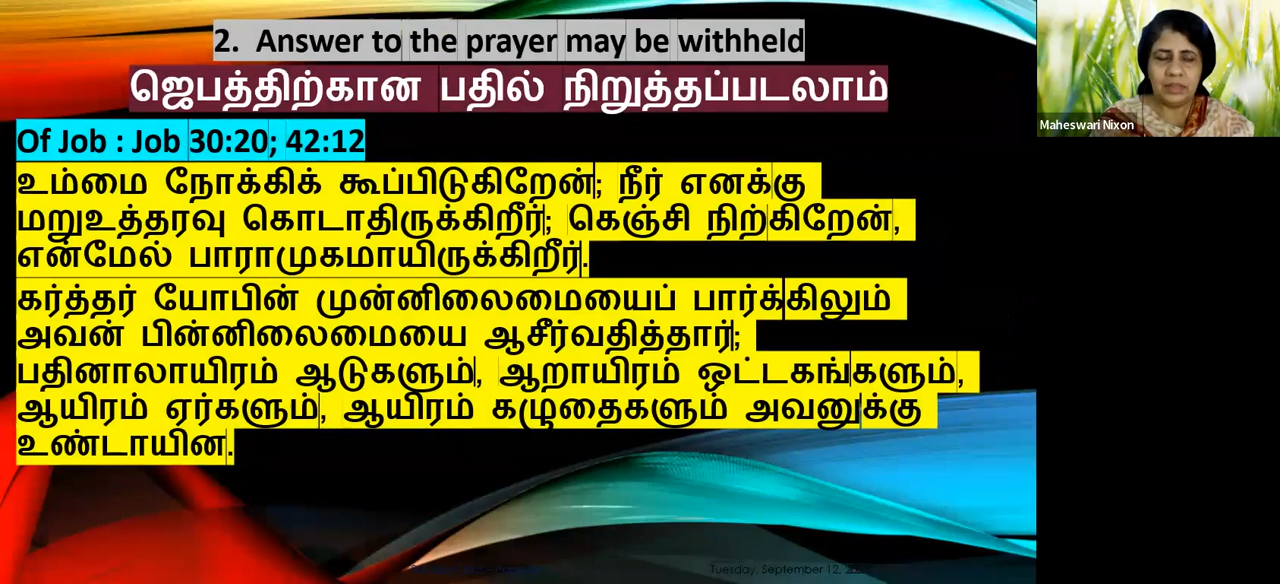 2. Answer to the prayer may be withheld
ஜெபத்திற்கான பதில் நிறுத்தப்படலாம்
Of Job : Job 30:20; 42:12
உம்மை நோக்கிக் கூப்பிடுகிறேன்; நீர் எனக்கு
மறுஉத்தரவு கொடாதிருக்கிறீர்; கெஞ்சி நிற்கிறேன்,
என்மேல் பாராமுகமாயிருக்கிறீர்.
கர்த்தர் யோபின் முன்னிலைமையைப் பார்க்கிலும்
அவன் பின்னிலைமையை ஆசீர்வதித்தார்;
பதினாலாயிரம் ஆடுகளும், ஆறாயிரம் ஒட்டகங்களும்,
ஆயிரம் ஏர்களும், ஆயிரம் கழுதைகளும் அவனுக்கு
உண்டாயின.
Maheswari Nixon
Tuesday, September 12,